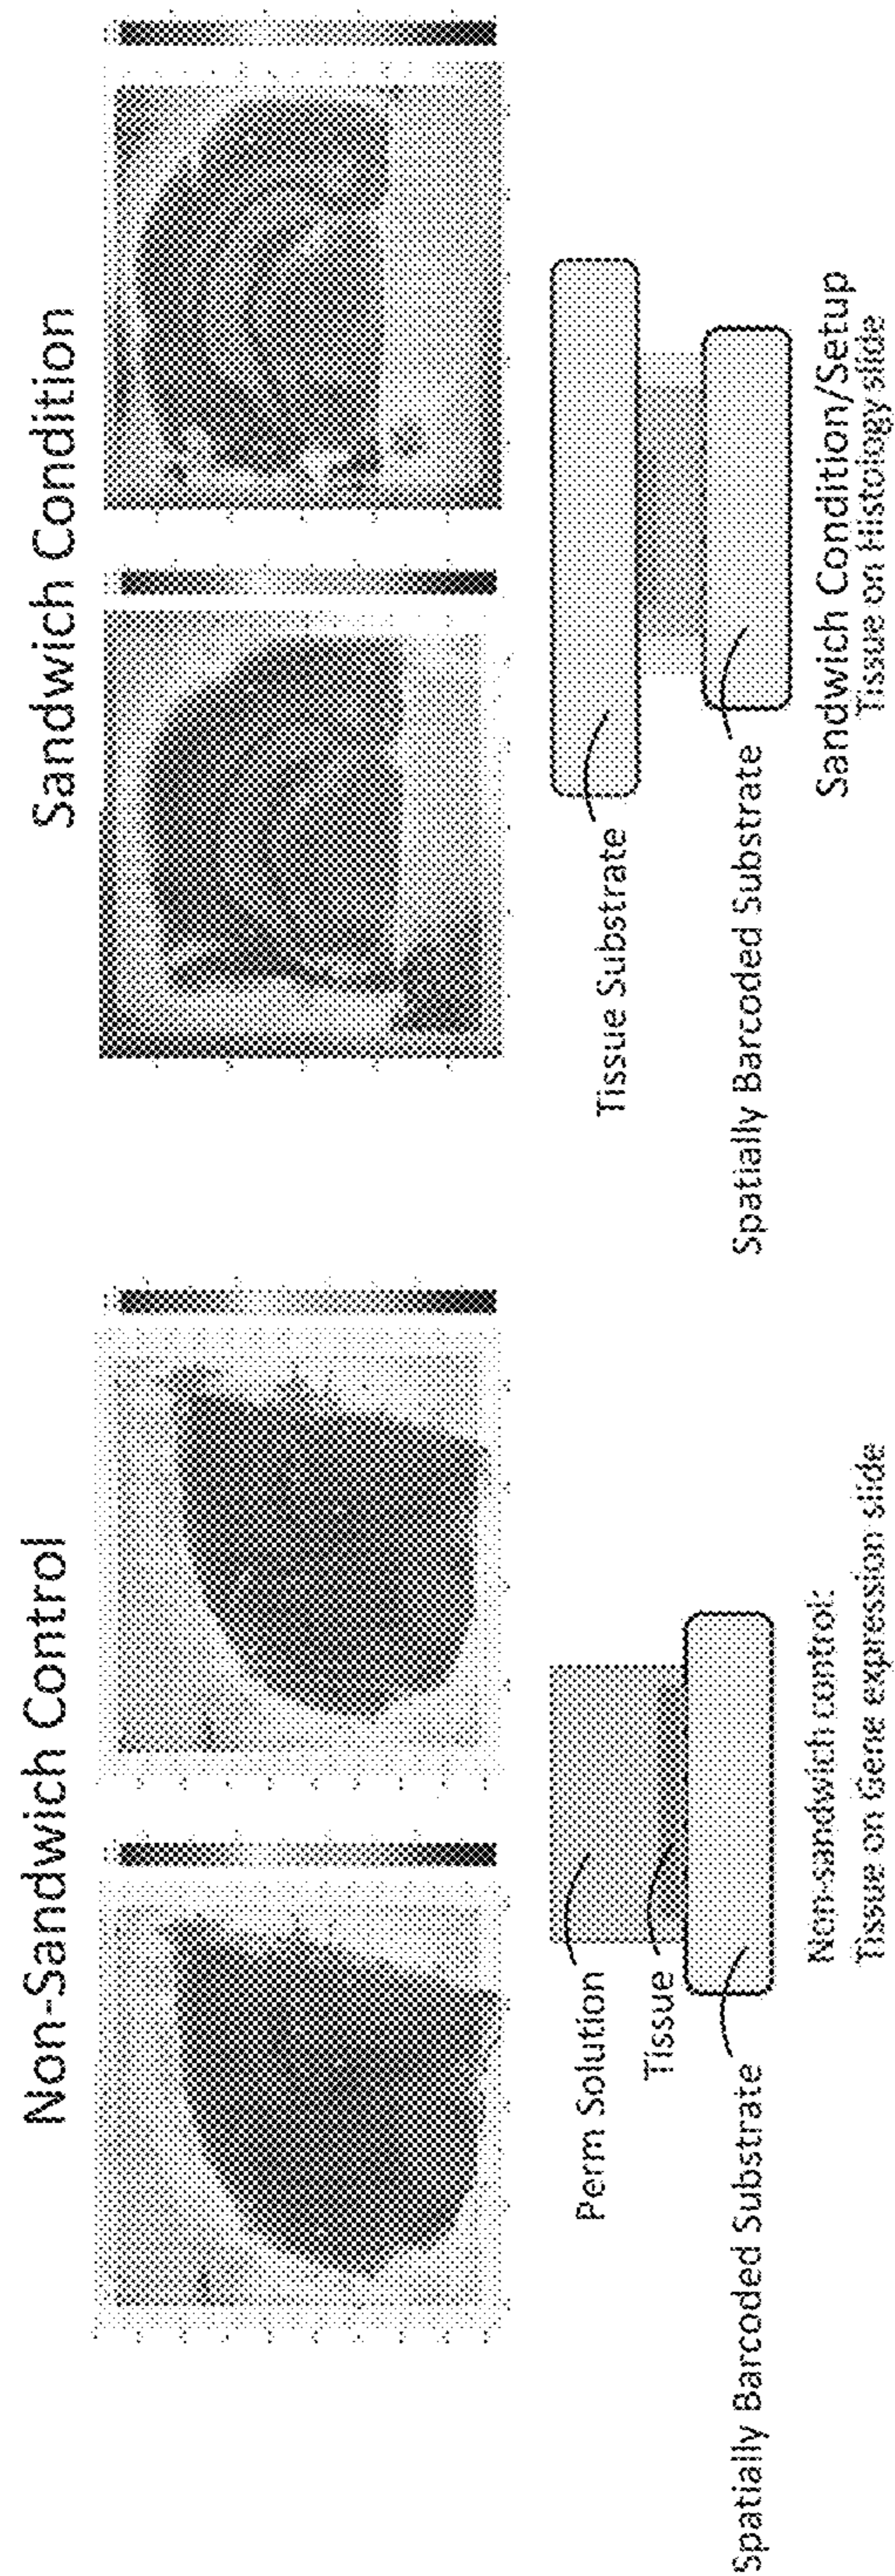 Non-Sandwich Control
Sandwich Condition
Perm Solution
Tissue
Spatially Barcoded Substrate
Non-sandwich control:
Tissue on Gene expression slide
Tissue Substrate
Spatially Barcoded Substrate
Sandwich Condition/Setup
Tissue on Histology slide